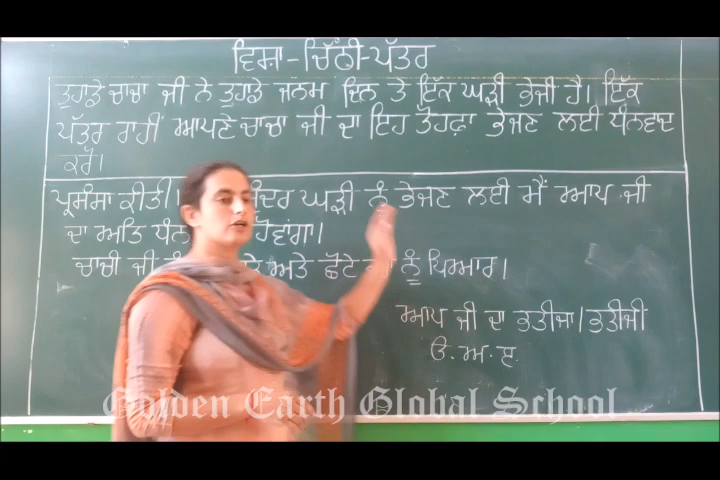 ਵਿਸ਼ਾ-ਚਿੱਠੀ-ਪੱਤਰ
ਤੁਹਾਡੇ ਚਾਚਾ ਜੀ ਨੇ ਤੁਹਾਡੇ ਜਨਮ ਦਿਨ ਤੇ ਇੱਕ ਘੜੀ ਭੇਜੀ ਹੈ। ਇੱਕ
ਪੱਤਰ ਰਾਹੀਂ ਆਪਣੇ ਚਾਚਾ ਜੀ ਦਾ ਇਹ ਤੋਹਫ਼ਾ ਭੇਜਣ ਲਈ ਧੰਨਵਾਦ
ਕਰੋ।
ਪ੍ਰਸੰਸਾ ਕੀਤੀ। ਘੜੀ ਨੂੰ ਭੇਜਣ ਲਈ ਮੈਂ ਆਪ ਜੀ
ਦਾ ਅਤਿ ਹੋਵਾਂਗਾ।
ਚਾਚੀ ਜੀ ਅਤੇ ਛੋਟੇ ਨੂੰ ਪਿਆਰ।
ਆਪ ਜੀ ਦਾ ਭਤੀਜਾ/ਭਤੀਜੀ
ੳ.ਅ.ੲ.
Golden Earth Global School